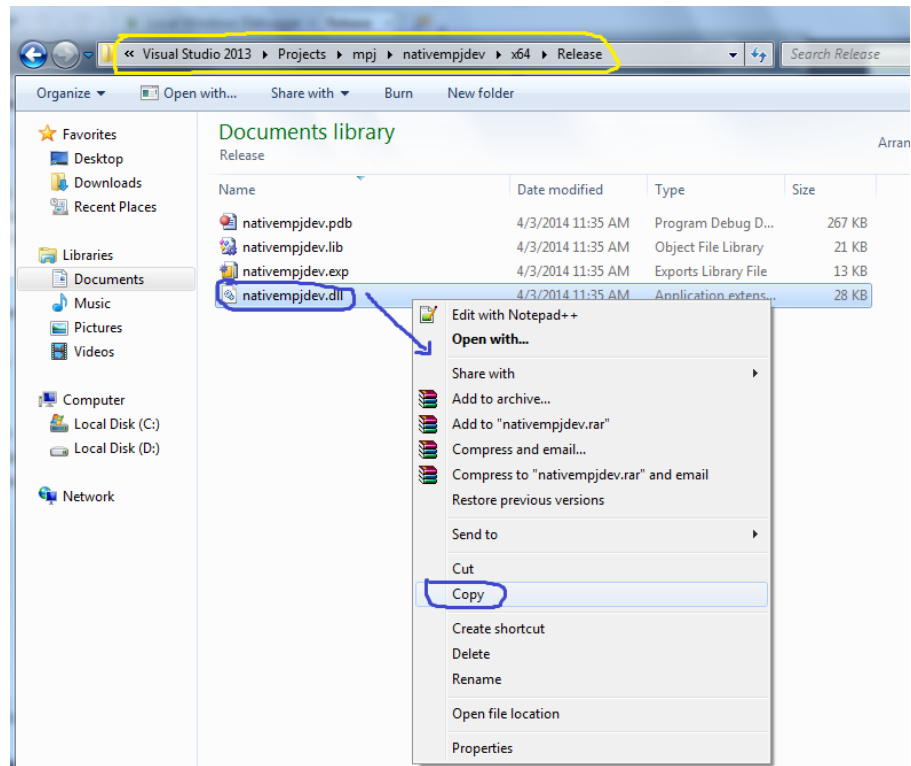 « Visual Studio 2013 ▸ Projects ▸ mpj ▸ nativempjdev ▸ x64 ▸ Release
Search Release
Organize ▾ Open with... Share with ▾ Burn New folder
Favorites
Desktop
Downloads
Recent Places
Libraries
Documents
Music
Pictures
Videos
Computer
Local Disk (C:)
Local Disk (D:)
Network
Documents library
Release
Arran
Name Date modified Type Size
nativempjdev.pdb 4/3/2014 11:35 AM Program Debug D... 267 KB
nativempjdev.lib 4/3/2014 11:35 AM Object File Library 21 KB
nativempjdev.exp 4/3/2014 11:35 AM Exports Library File 13 KB
nativempjdev.dll 4/3/2014 11:35 AM Application extens... 28 KB
Edit with Notepad++
Open with...
Share with
Add to archive...
Add to "nativempjdev.rar"
Compress and email...
Compress to "nativempjdev.rar" and email
Restore previous versions
Send to
Cut
Copy
Create shortcut
Delete
Rename
Open file location
Properties